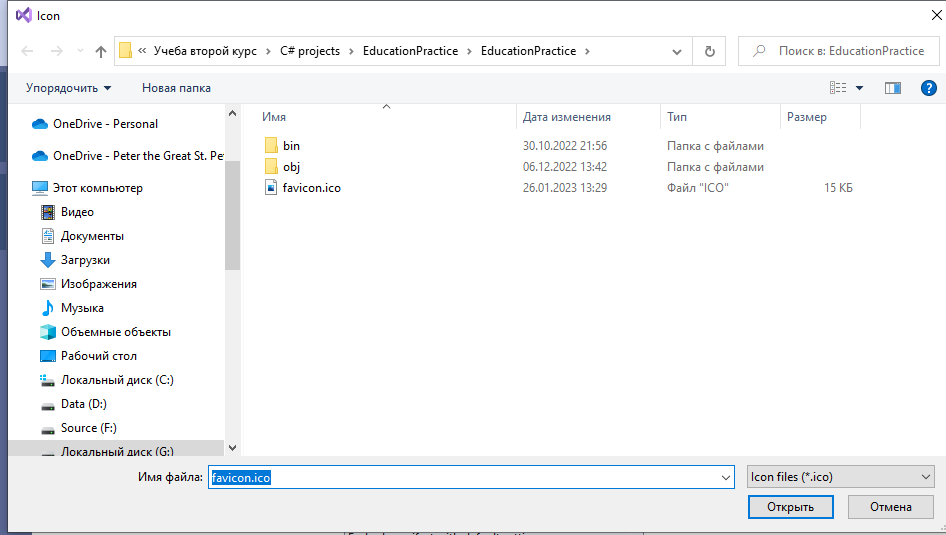 Icon
« Учеба второй курс › C# projects › EducationPractice › EducationPractice ›
Поиск в: EducationPractice
Упорядочить
Новая папка
?
OneDrive - Personal
OneDrive - Peter the Great St. Pe
Этот компьютер
Видео
Документы
Загрузки
Изображения
Музыка
Объемные объекты
Рабочий стол
Локальный диск (C:)
Data (D:)
Source (F:)
Локальный диск (G:)
Имя Дата изменения Тип Размер
bin 30.10.2022 21:56 Папка с файлами
obj 06.12.2022 13:42 Папка с файлами
favicon.ico 26.01.2023 13:29 Файл "ICO" 15 КБ
Имя файла: favicon.ico
Icon files (*.ico)
Открыть
Отмена